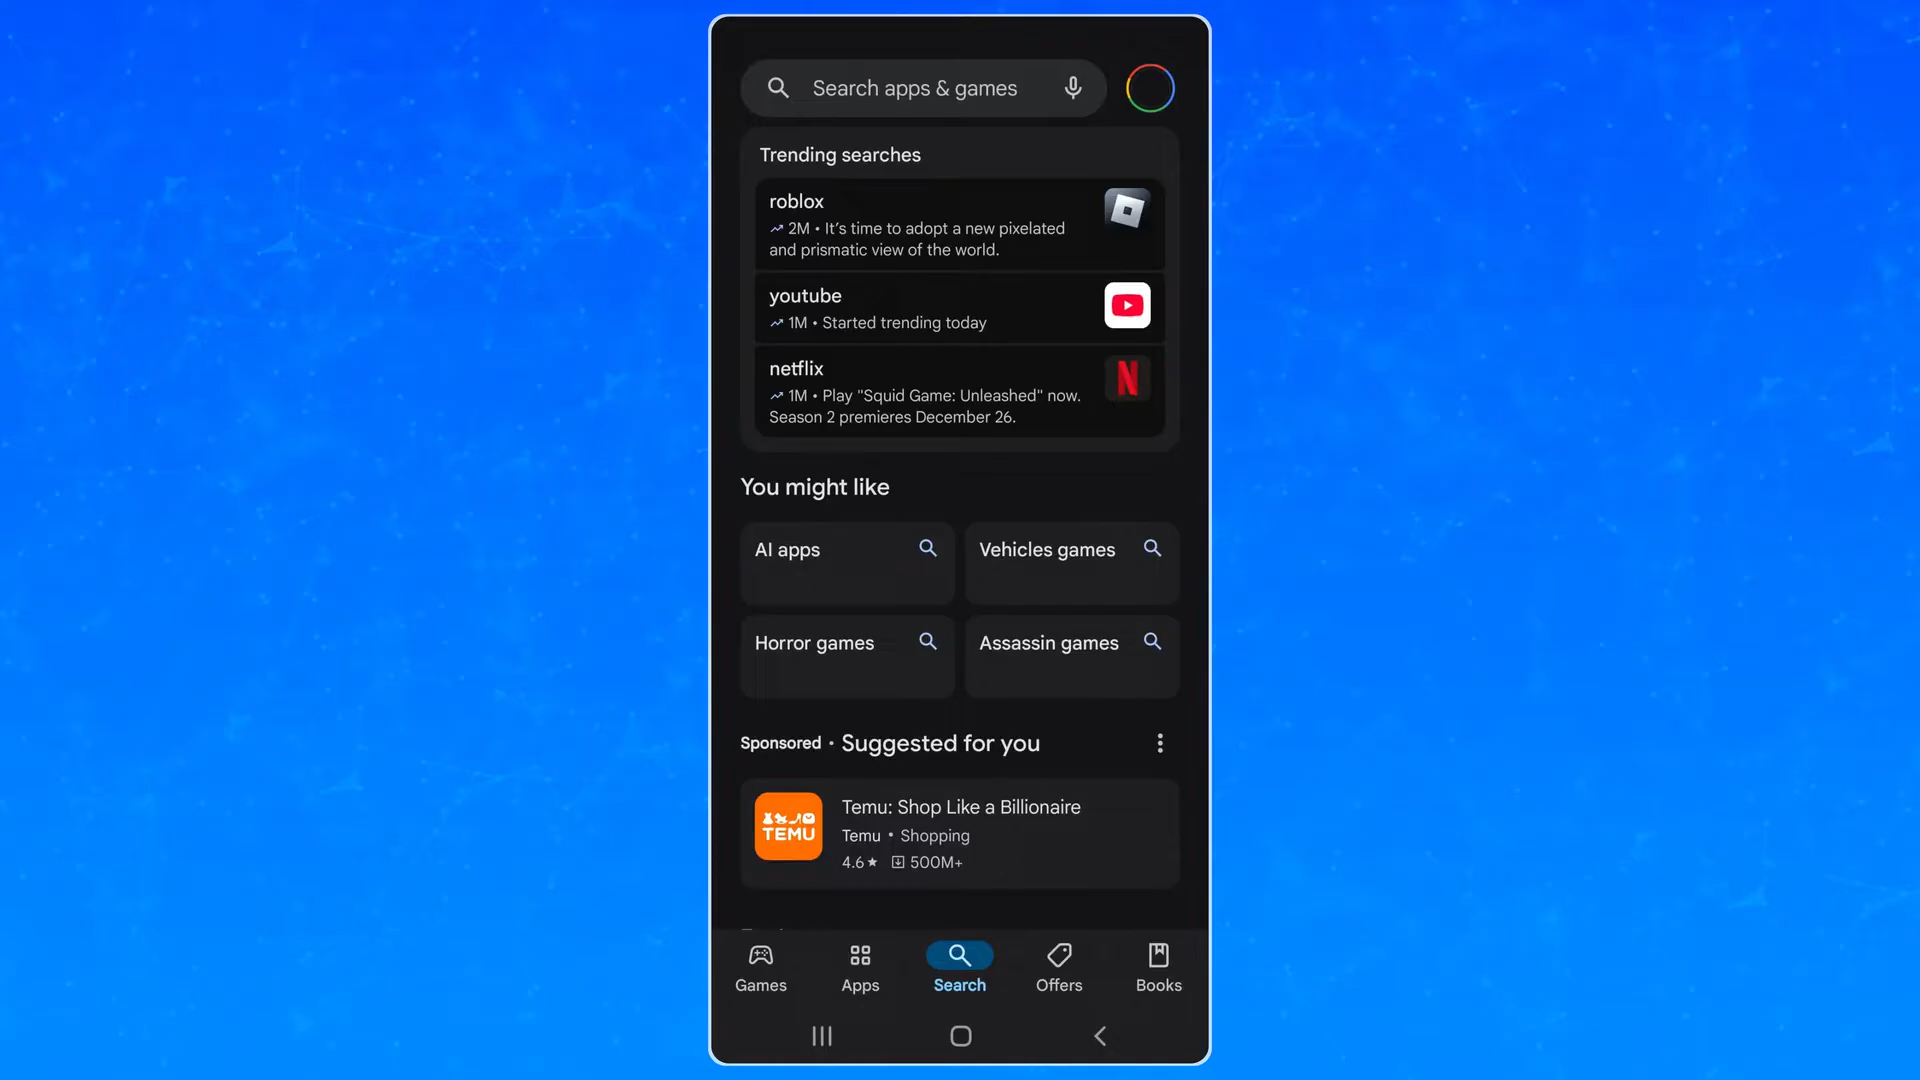 Search apps & games
Trending searches
roblox
2M • It's time to adopt a new pixelated
and prismatic view of the world.
youtube
1M • Started trending today
netflix
N
1M • Play "Squid Game: Unleashed" now.
Season 2 premieres December 26.
You might like
AI apps
Vehicles games
Horror games
Assassin games
Sponsored • Suggested for you
TEMU
Temu: Shop Like a Billionaire
Temu • Shopping
4.6★ 500M+
Games
Apps
Search
Offers
Books